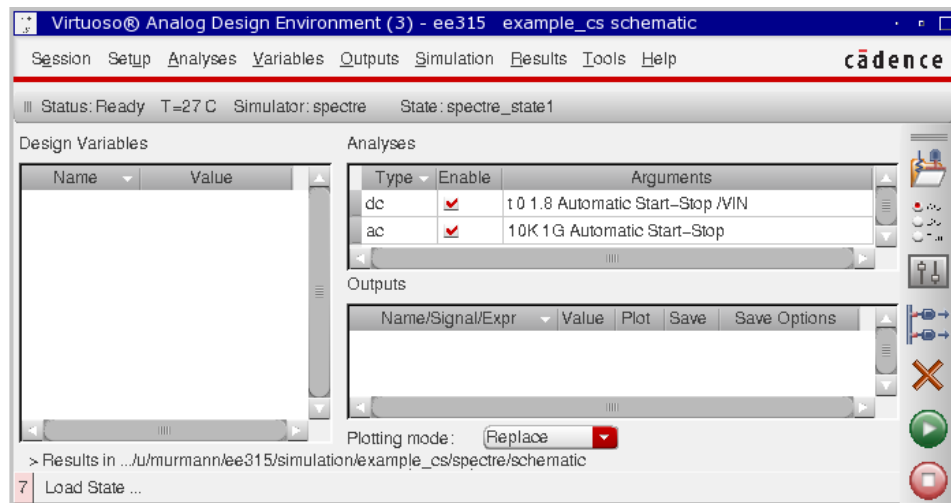 Virtuoso® Analog Design Environment (3) - ee315 example_cs schematic
Session Setup Analyses Variables Outputs Simulation Results Tools Help cādence
Status: Ready T=27 C Simulator: spectre State: spectre_state1
Design Variables
Name Value
Analyses
Type Enable Arguments
dc t 0 1.8 Automatic Start-Stop /VIN
ac 10K 1G Automatic Start-Stop
Outputs
Name/Signal/Expr Value Plot Save Save Options
Plotting mode: Replace
> Results in .../u/murmann/ee315/simulation/example_cs/spectre/schematic
7 Load State ...